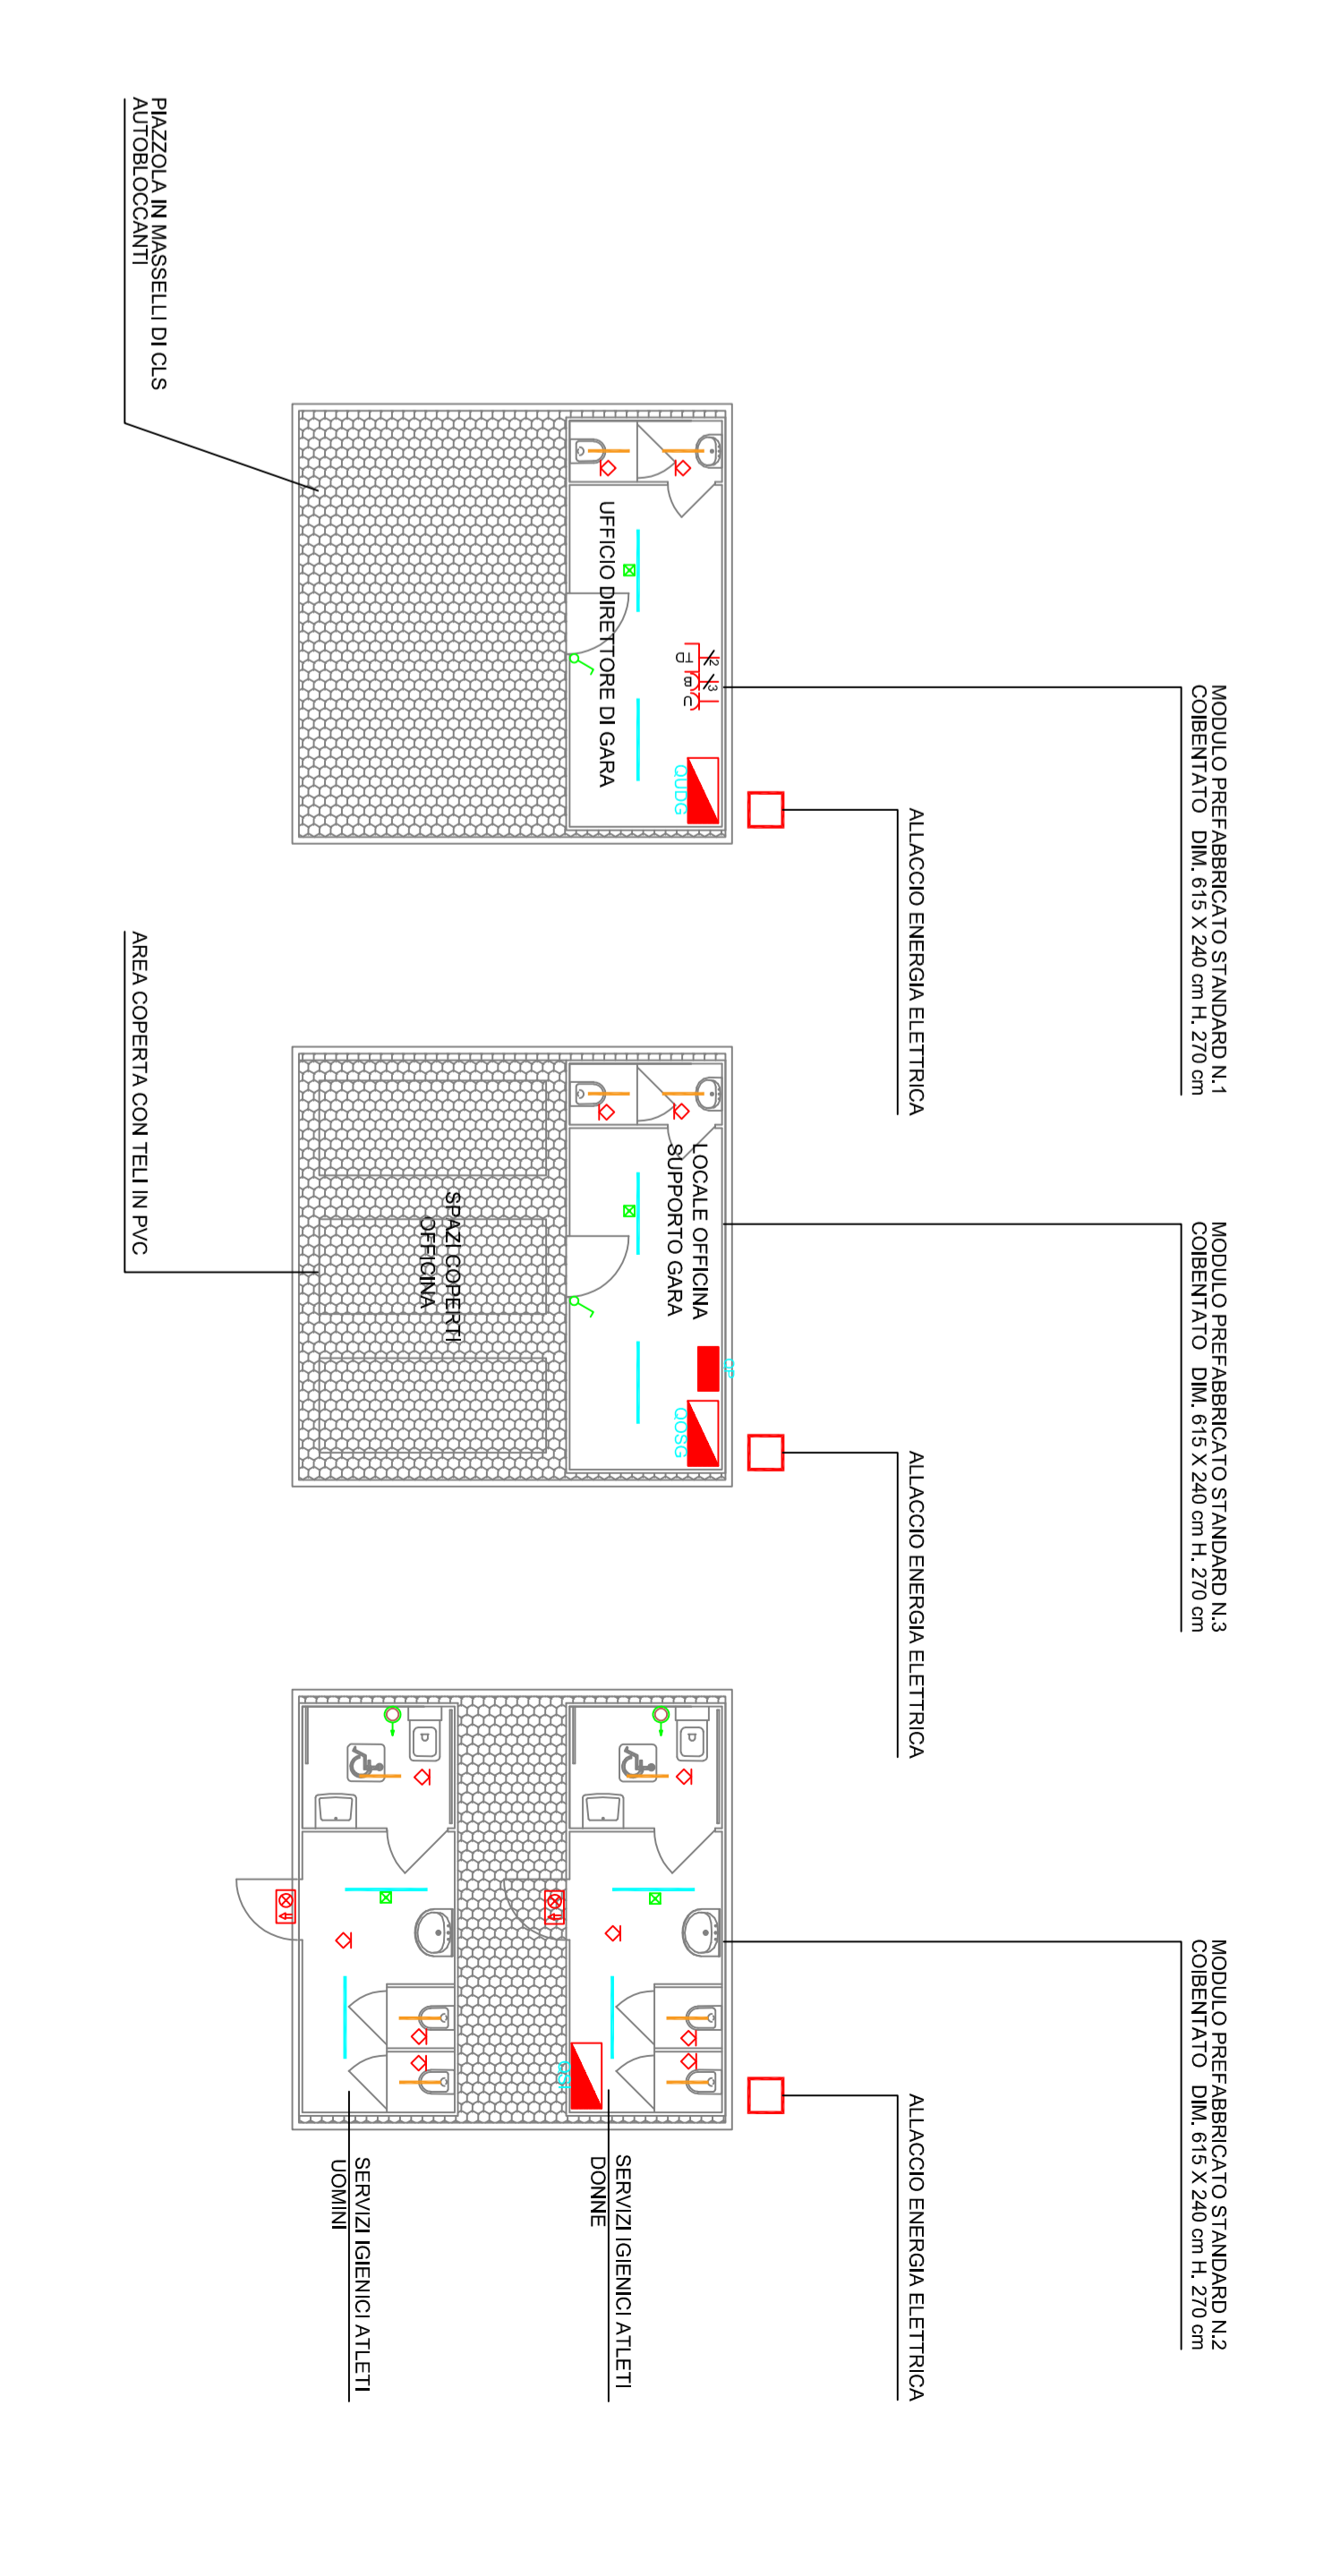 MODULO PREFABBRICATO STANDARD N.1
COIBENTATO DIM. 615 X 240 cm H. 270 cm
MODULO PREFABBRICATO STANDARD N.3
COIBENTATO DIM. 615 X 240 cm H. 270 cm
MODULO PREFABBRICATO STANDARD N.2
COIBENTATO DIM. 615 X 240 cm H. 270 cm
ALLACCIO ENERGIA ELETTRICA
ALLACCIO ENERGIA ELETTRICA
ALLACCIO ENERGIA ELETTRICA
2
3
B
QUDG
UFFICIO DIRETTORE DI GARA
LOCALE OFFICINA
SUPPORTO GARA
QP
QOSG
SPAZI COPERTI
OFFICINA
SERVIZI IGIENICI ATLETI
DONNE
SERVIZI IGIENICI ATLETI
UOMINI
PIAZZOLA IN MASSELLI DI CLS
AUTOBLOCCANTI
AREA COPERTA CON TELI IN PVC